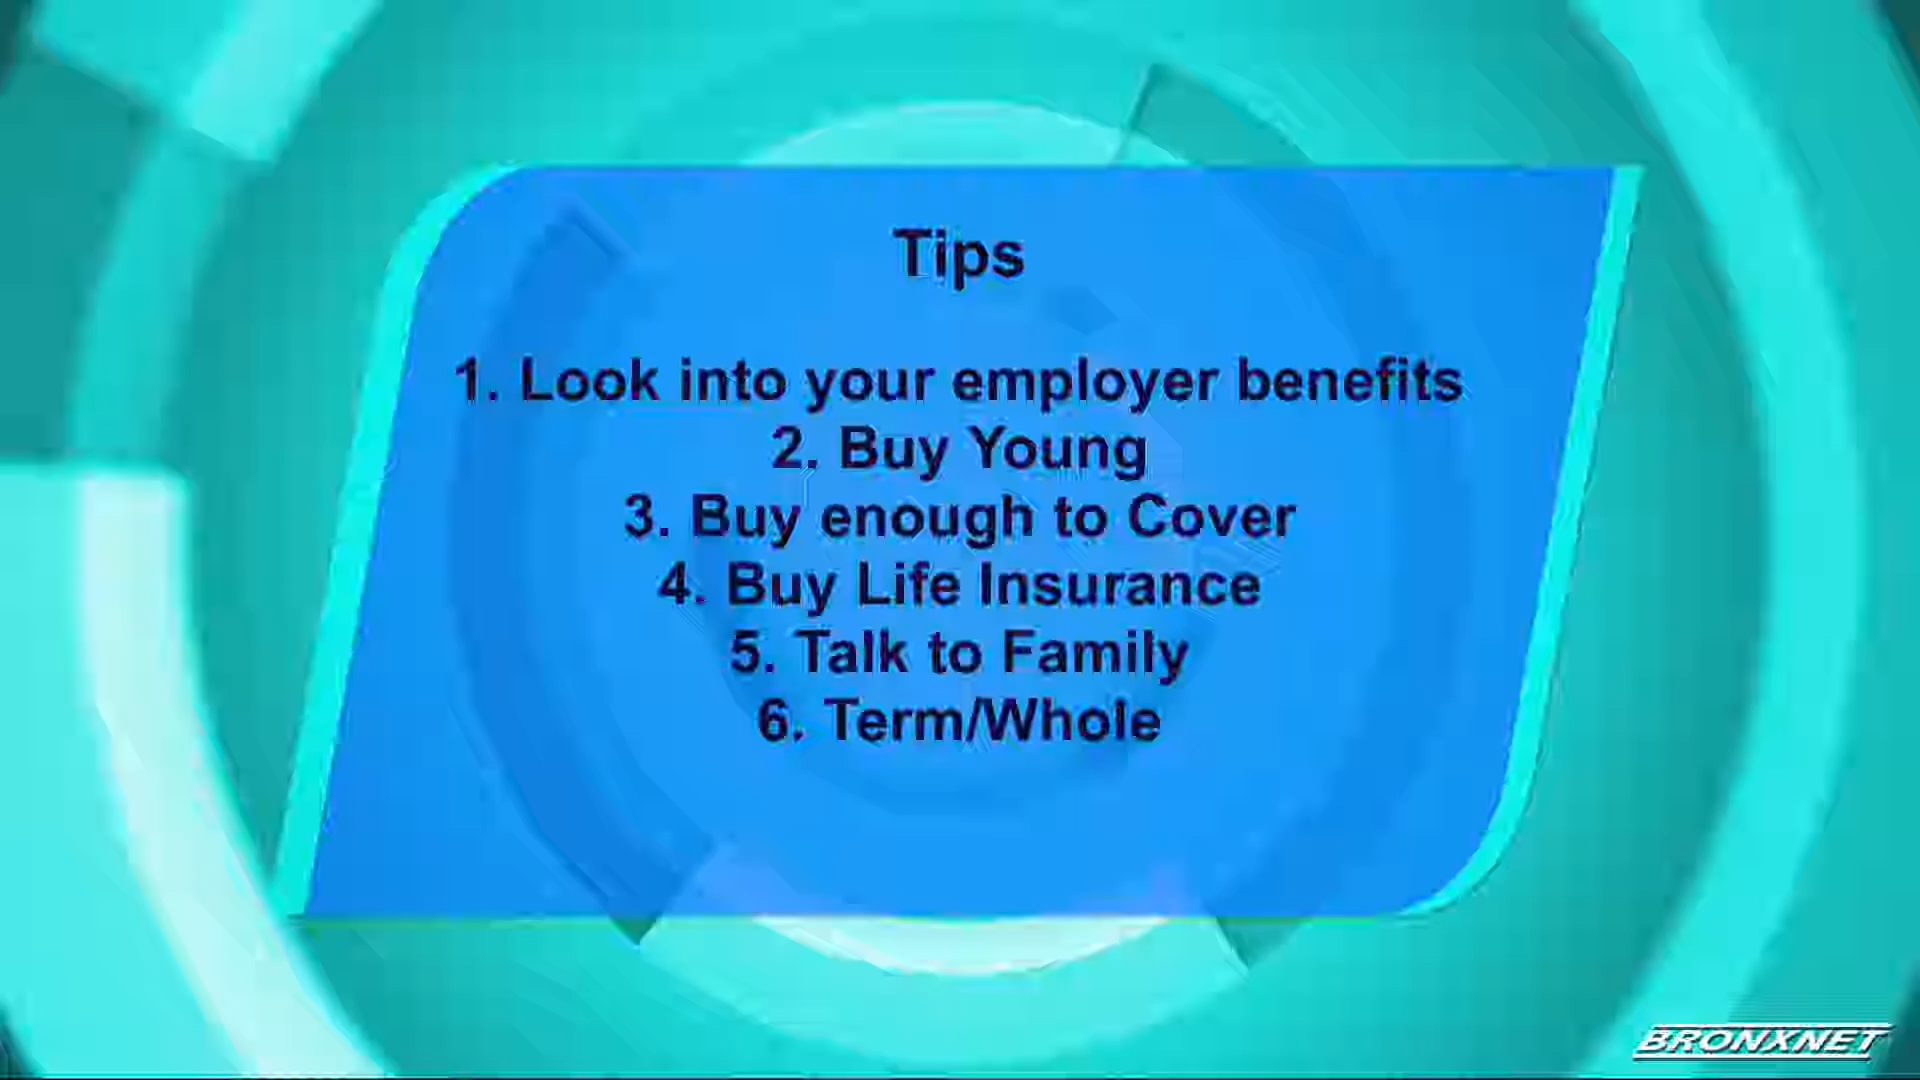 Tips
1. Look into your employer benefits
2. Buy Young
3. Buy enough to Cover
4. Buy Life Insurance
5. Talk to Family
6. Term/Whole
BRONXNET